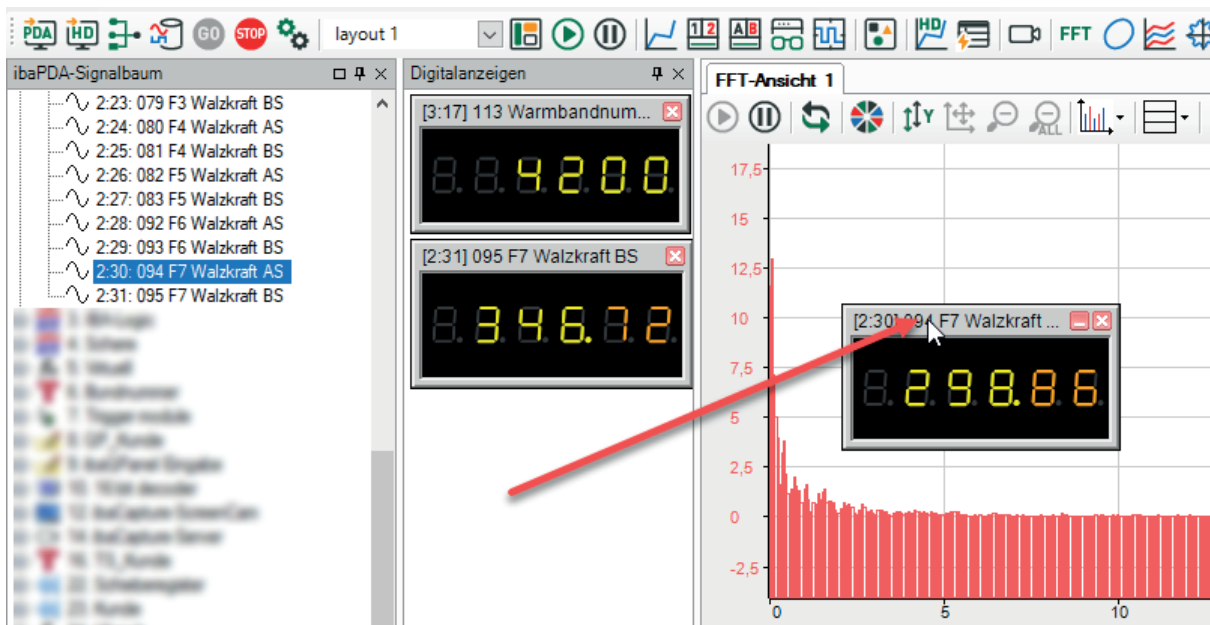 PDA HD GO STOP layout 1 12 AB HD FFT
ibaPDA-Signalbaum
2:23: 079 F3 Walzkraft BS
2:24: 080 F4 Walzkraft AS
2:25: 081 F4 Walzkraft BS
2:26: 082 F5 Walzkraft AS
2:27: 083 F5 Walzkraft BS
2:28: 092 F6 Walzkraft AS
2:29: 093 F6 Walzkraft BS
2:30: 094 F7 Walzkraft AS
2:31: 095 F7 Walzkraft BS
Digitalanzeigen
[3:17] 113 Warmbandnum...
4200
[2:31] 095 F7 Walzkraft BS
346.72
FFT-Ansicht 1
Y ALL
17,5
15
12,5
10
7,5
5
2,5
0
-2,5
0 5 10
[2:30] 094 F7 Walzkraft ...
298.86